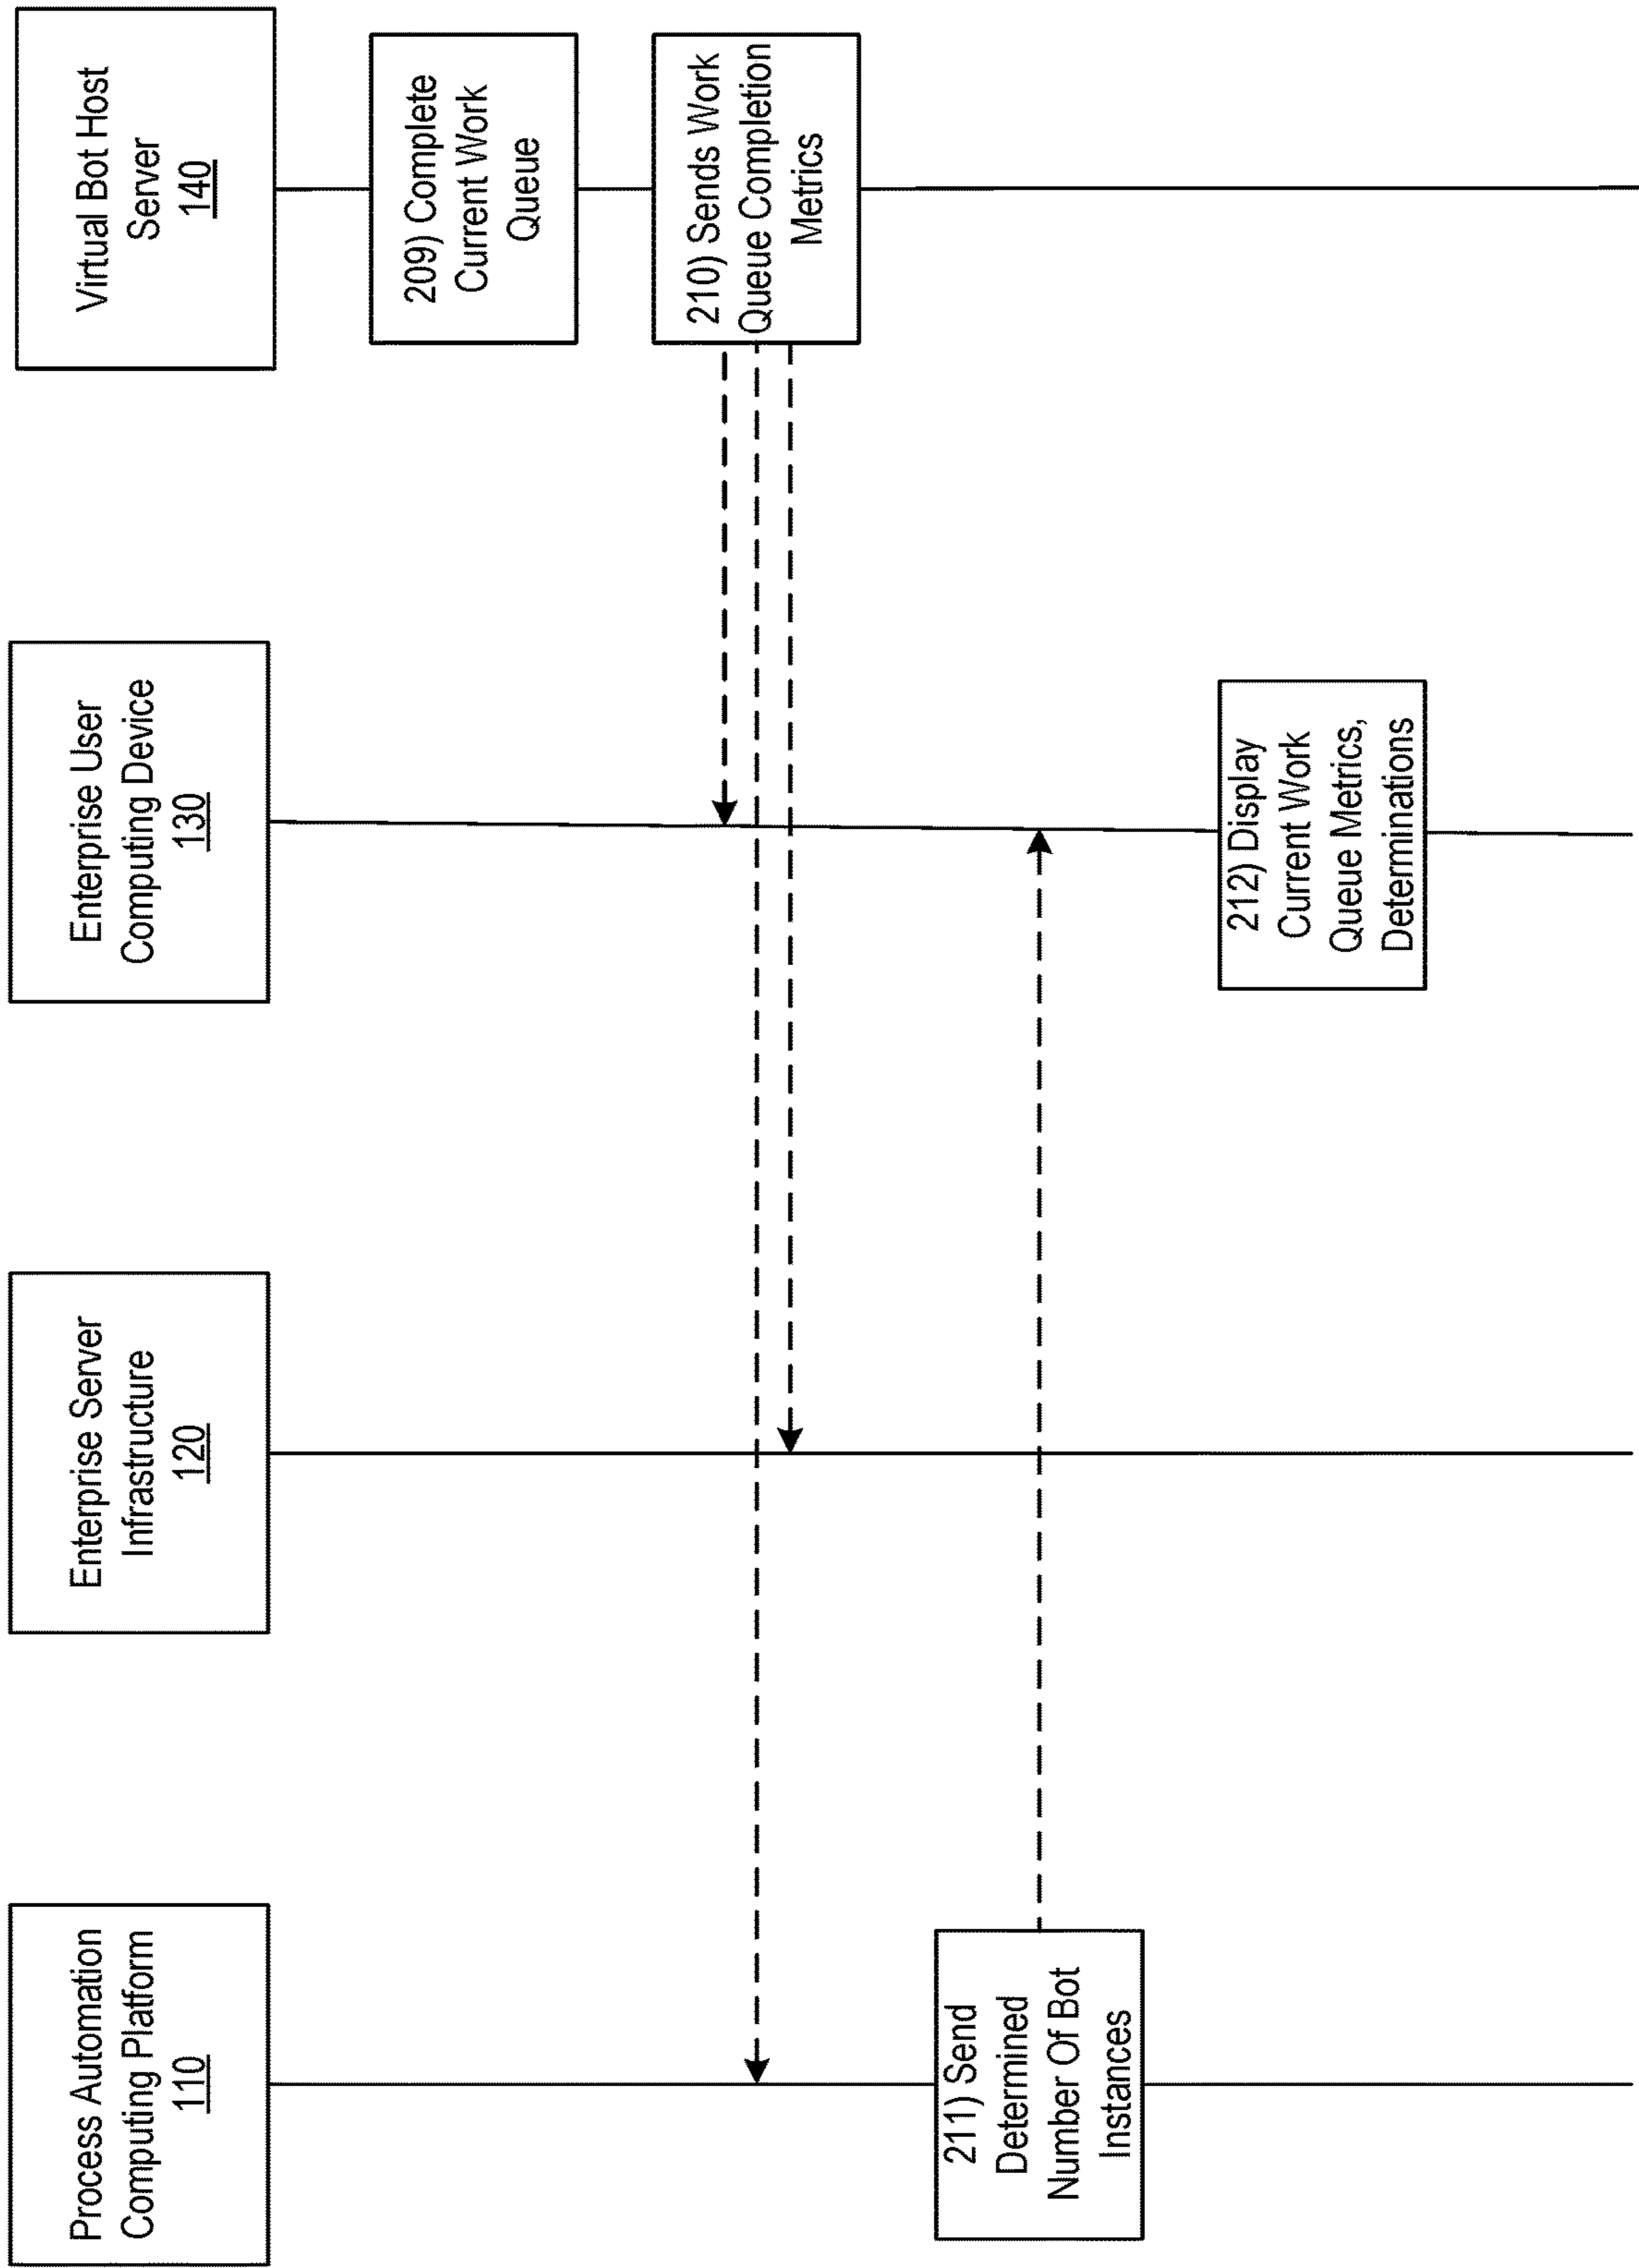 Process Automation
Computing Platform
110
Enterprise Server
Infrastructure
120
Enterprise User
Computing Device
130
Virtual Bot Host
Server
140
209) Complete
Current Work
Queue
210) Sends Work
Queue Completion
Metrics
211) Send
Determined
Number Of Bot
Instances
212) Display
Current Work
Queue Metrics,
Determinations